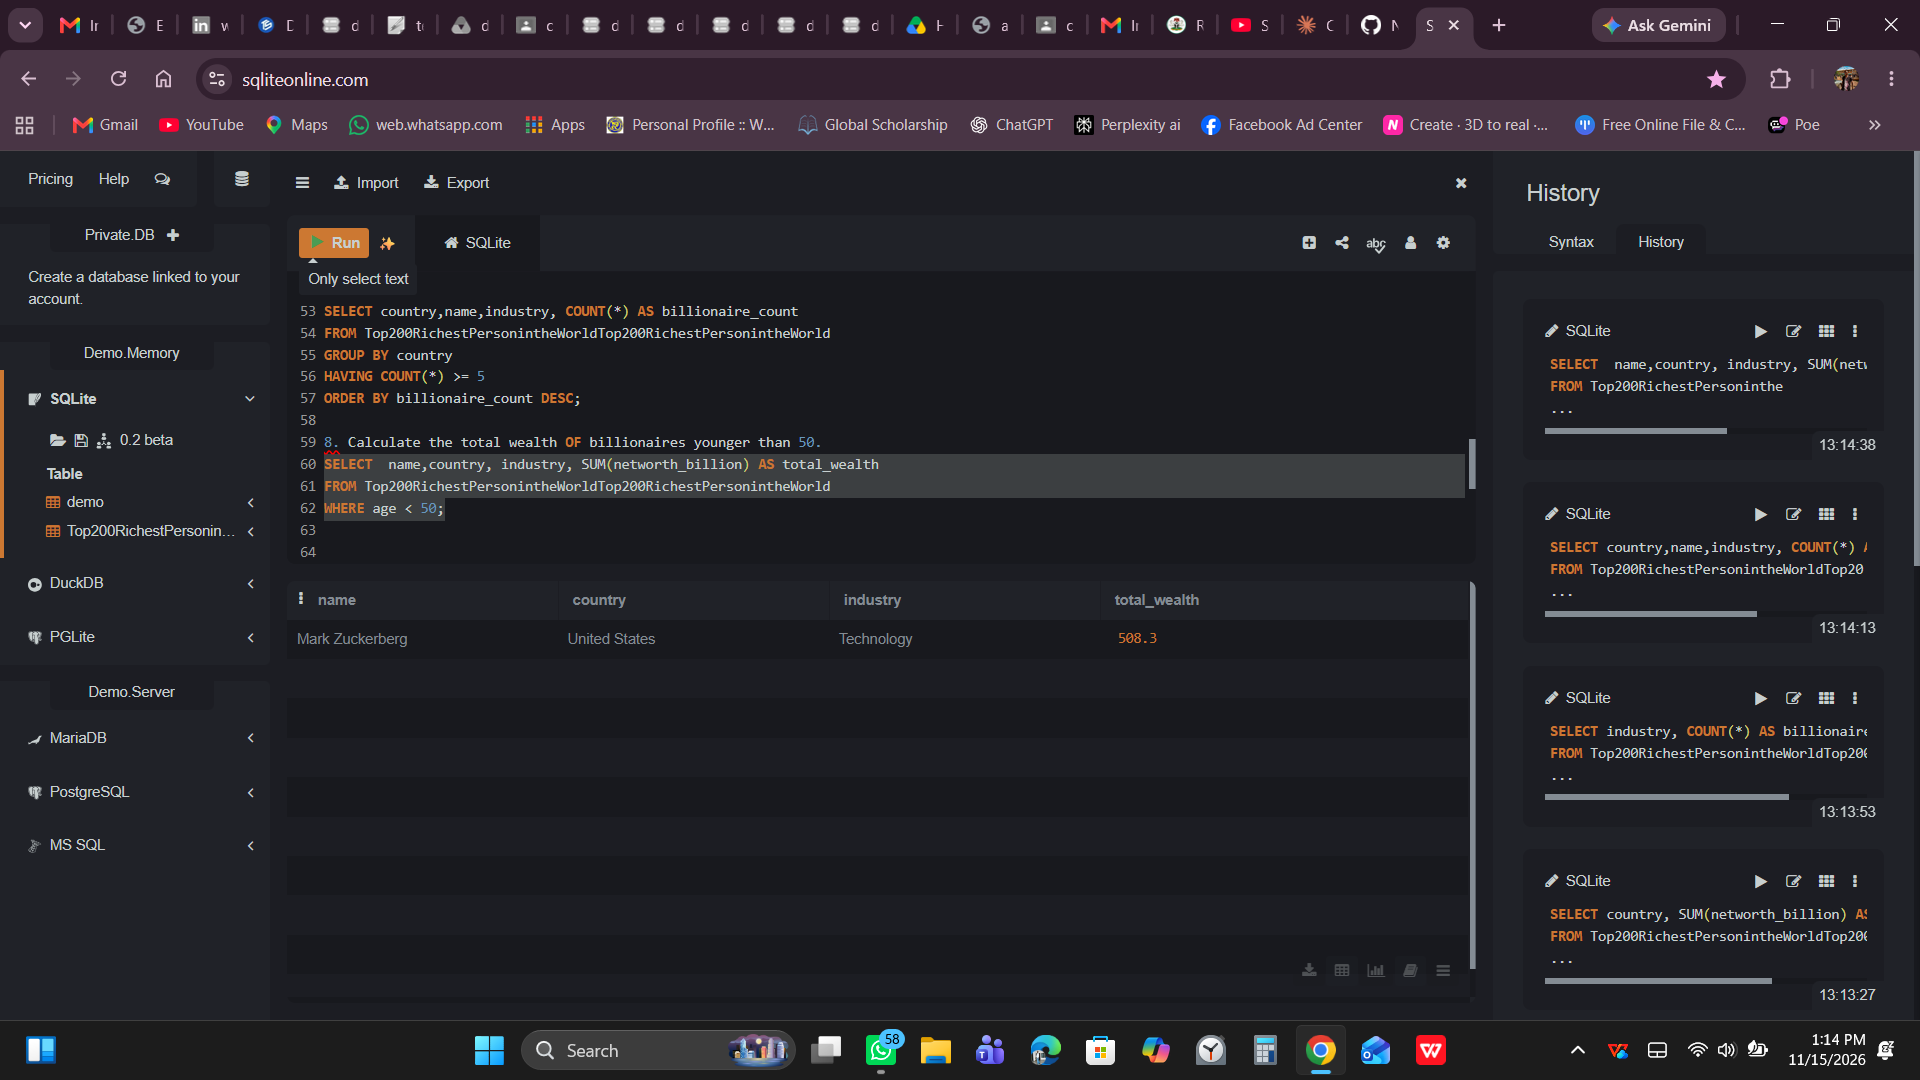 Ir
E
w
D
d
te
d
c
d
d
d
d
d
H
a
c
Ir
R
S
C
N
S
Ask Gemini
sqliteonline.com
Gmail
YouTube
Maps
web.whatsapp.com
Apps
Personal Profile :: W...
Global Scholarship
ChatGPT
Perplexity ai
Facebook Ad Center
Create · 3D to real ·...
Free Online File & C...
Poe
Pricing
Help
Private.DB
Create a database linked to your
account.
Demo.Memory
SQLite
0.2 beta
Table
demo
Top200RichestPersonin...
DuckDB
PGLite
Demo.Server
MariaDB
PostgreSQL
MS SQL
Import
Export
Run
SQLite
abc
Only select text
53 SELECT country,name,industry, COUNT(*) AS billionaire_count
54 FROM Top200RichestPersonintheWorldTop200RichestPersonintheWorld
55 GROUP BY country
56 HAVING COUNT(*) >= 5
57 ORDER BY billionaire_count DESC;
58
59 8. Calculate the total wealth OF billionaires younger than 50.
60 SELECT  name,country, industry, SUM(networth_billion) AS total_wealth
61 FROM Top200RichestPersonintheWorldTop200RichestPersonintheWorld
62 WHERE age < 50;
63
64
name country industry total_wealth
Mark Zuckerberg United States Technology 508.3
History
Syntax
History
SQLite
SELECT  name,country, industry, SUM(netw
FROM Top200RichestPersoninthe
...
13:14:38
SQLite
SELECT country,name,industry, COUNT(*) A
FROM Top200RichestPersonintheWorldTop20
...
13:14:13
SQLite
SELECT industry, COUNT(*) AS billionaire
FROM Top200RichestPersonintheWorldTop200
...
13:13:53
SQLite
SELECT country, SUM(networth_billion) AS
FROM Top200RichestPersonintheWorldTop200
...
13:13:27
Search
58
1:14 PM
11/15/2026